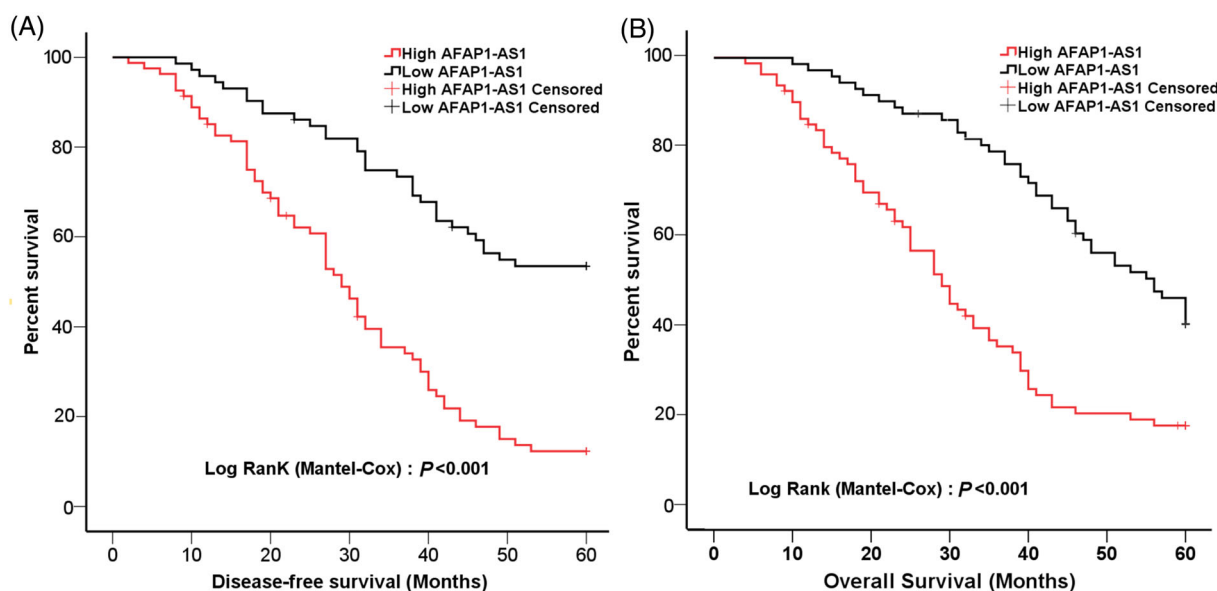 (A)
High AFAP1-AS1
Low AFAP1-AS1
High AFAP1-AS1 Censored
Low AFAP1-AS1 Censored
Percent survival
100
80
60
40
20
0
Log RanK (Mantel-Cox) : P<0.001
0 10 20 30 40 50 60
Disease-free survival (Months)
(B)
High AFAP1-AS1
Low AFAP1-AS1
High AFAP1-AS1 Censored
Low AFAP1-AS1 Censored
Percent survival
100
80
60
40
20
0
Log Rank (Mantel-Cox) : P<0.001
0 10 20 30 40 50 60
Overall Survival (Months)